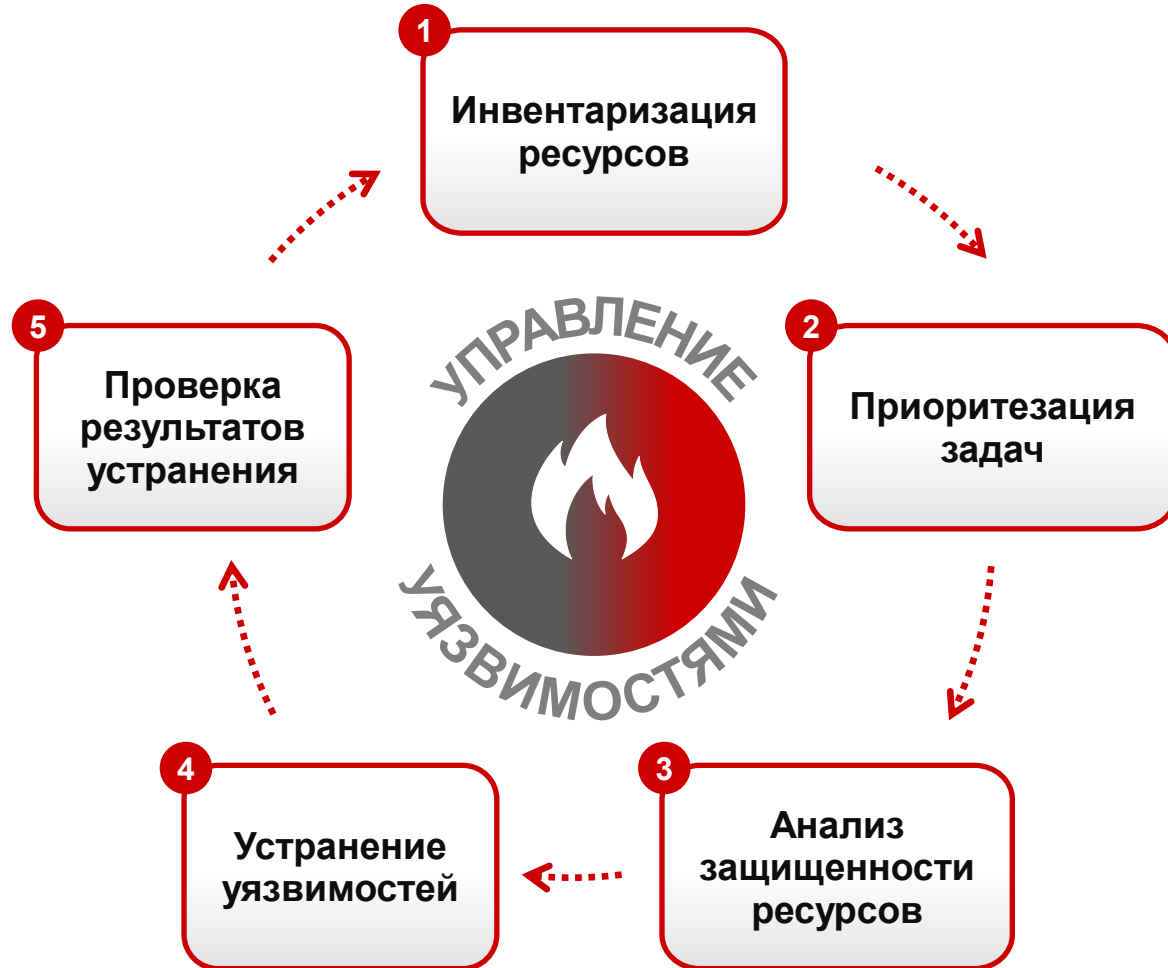 1
Инвентаризация
ресурсов
2
Приоритезация
задач
3
Анализ
защищенности
ресурсов
4
Устранение
уязвимостей
5
Проверка
результатов
устранения
УПРАВЛЕНИЕ
УЯЗВИМОСТЯМИ